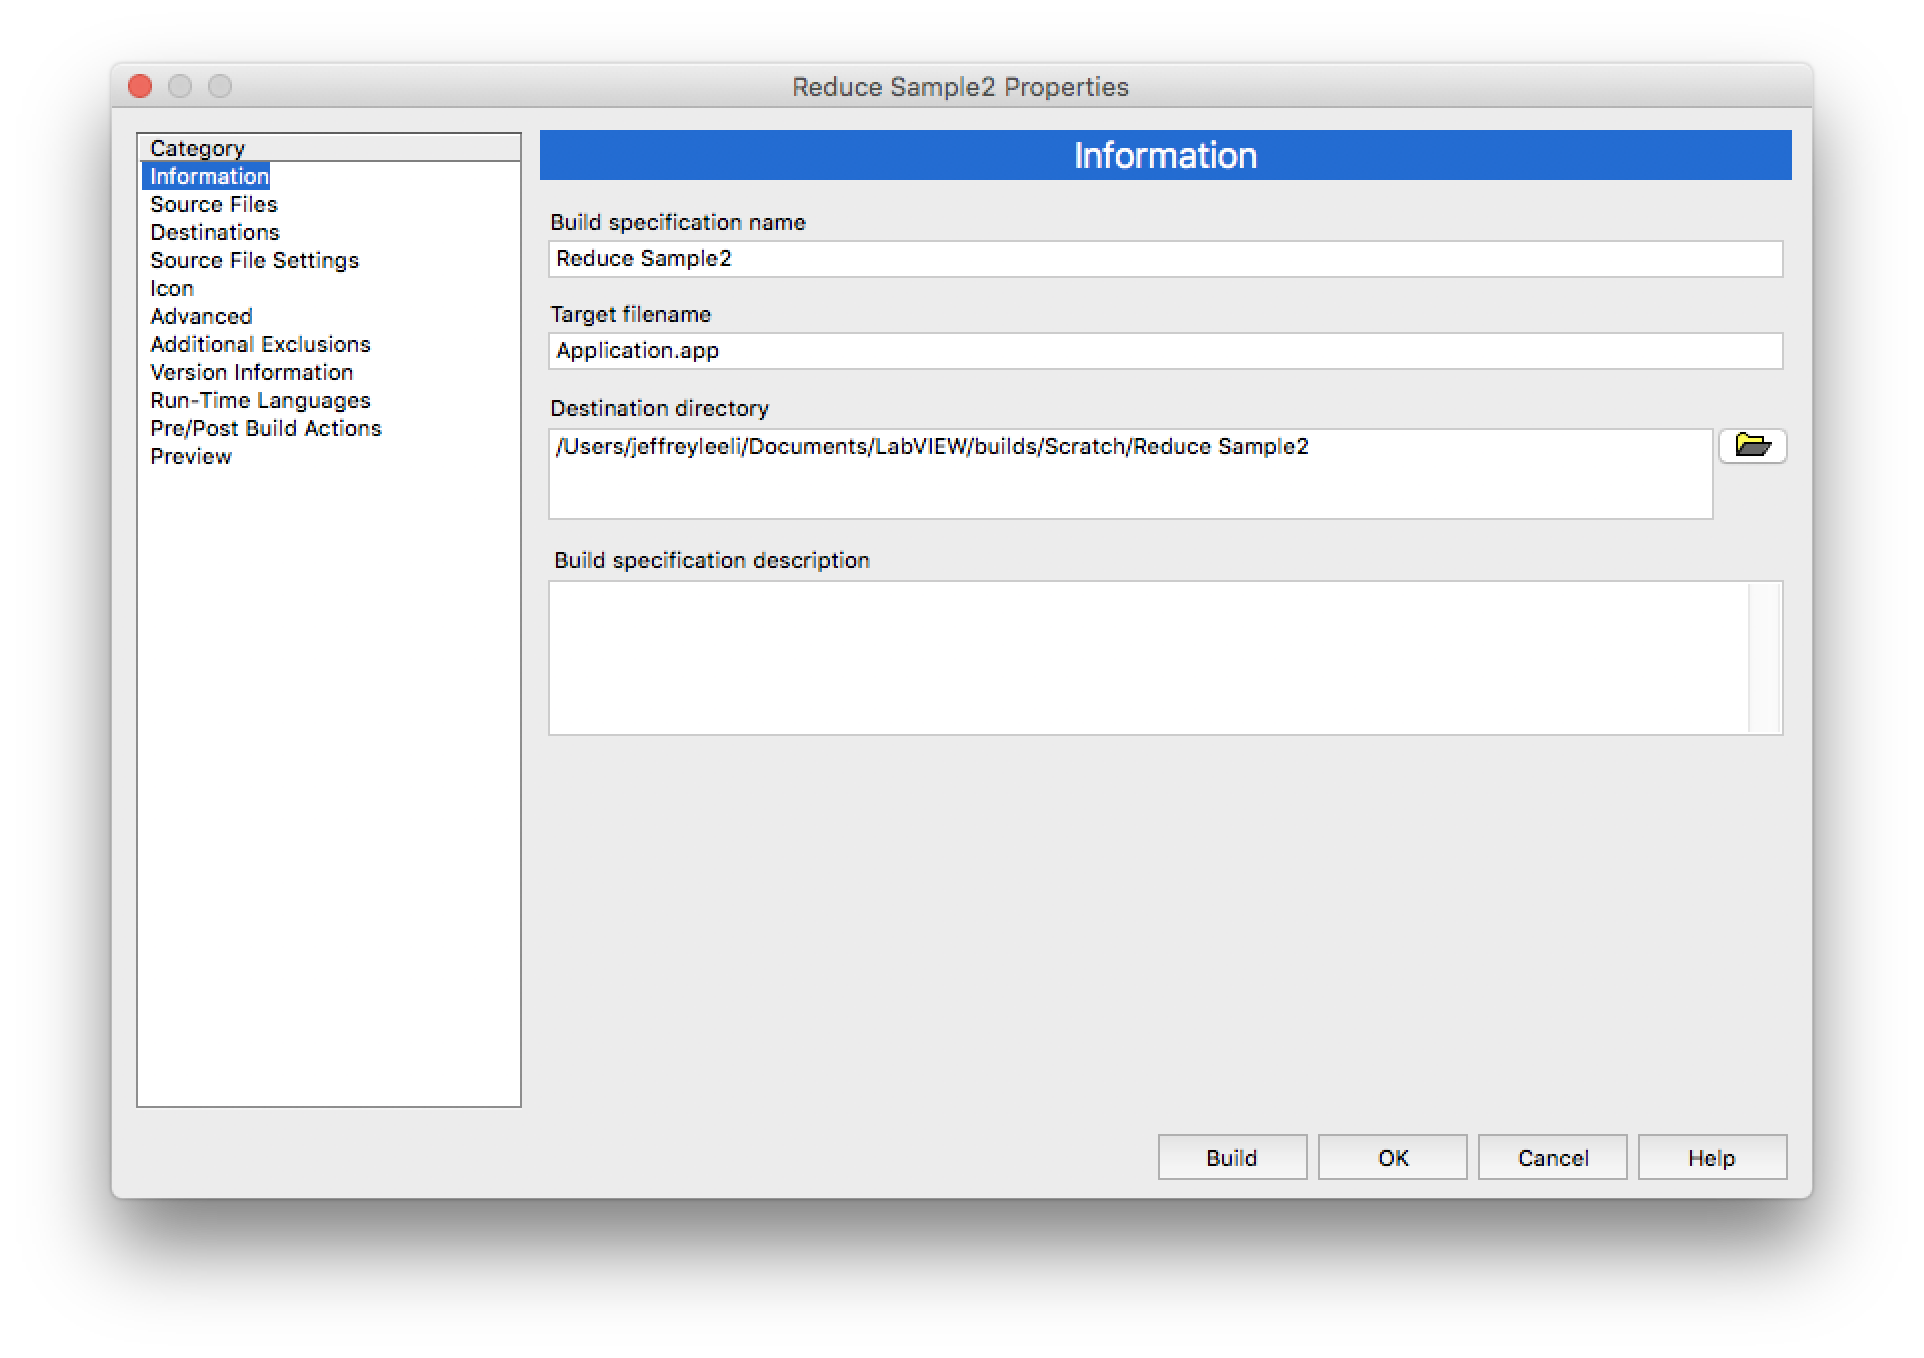 Reduce Sample2 Properties
Category
Information
Source Files
Destinations
Source File Settings
Icon
Advanced
Additional Exclusions
Version Information
Run-Time Languages
Pre/Post Build Actions
Preview
Information
Build specification name
Reduce Sample2
Target filename
Application.app
Destination directory
/Users/jeffreyleeli/Documents/LabVIEW/builds/Scratch/Reduce Sample2
Build specification description
Build
OK
Cancel
Help